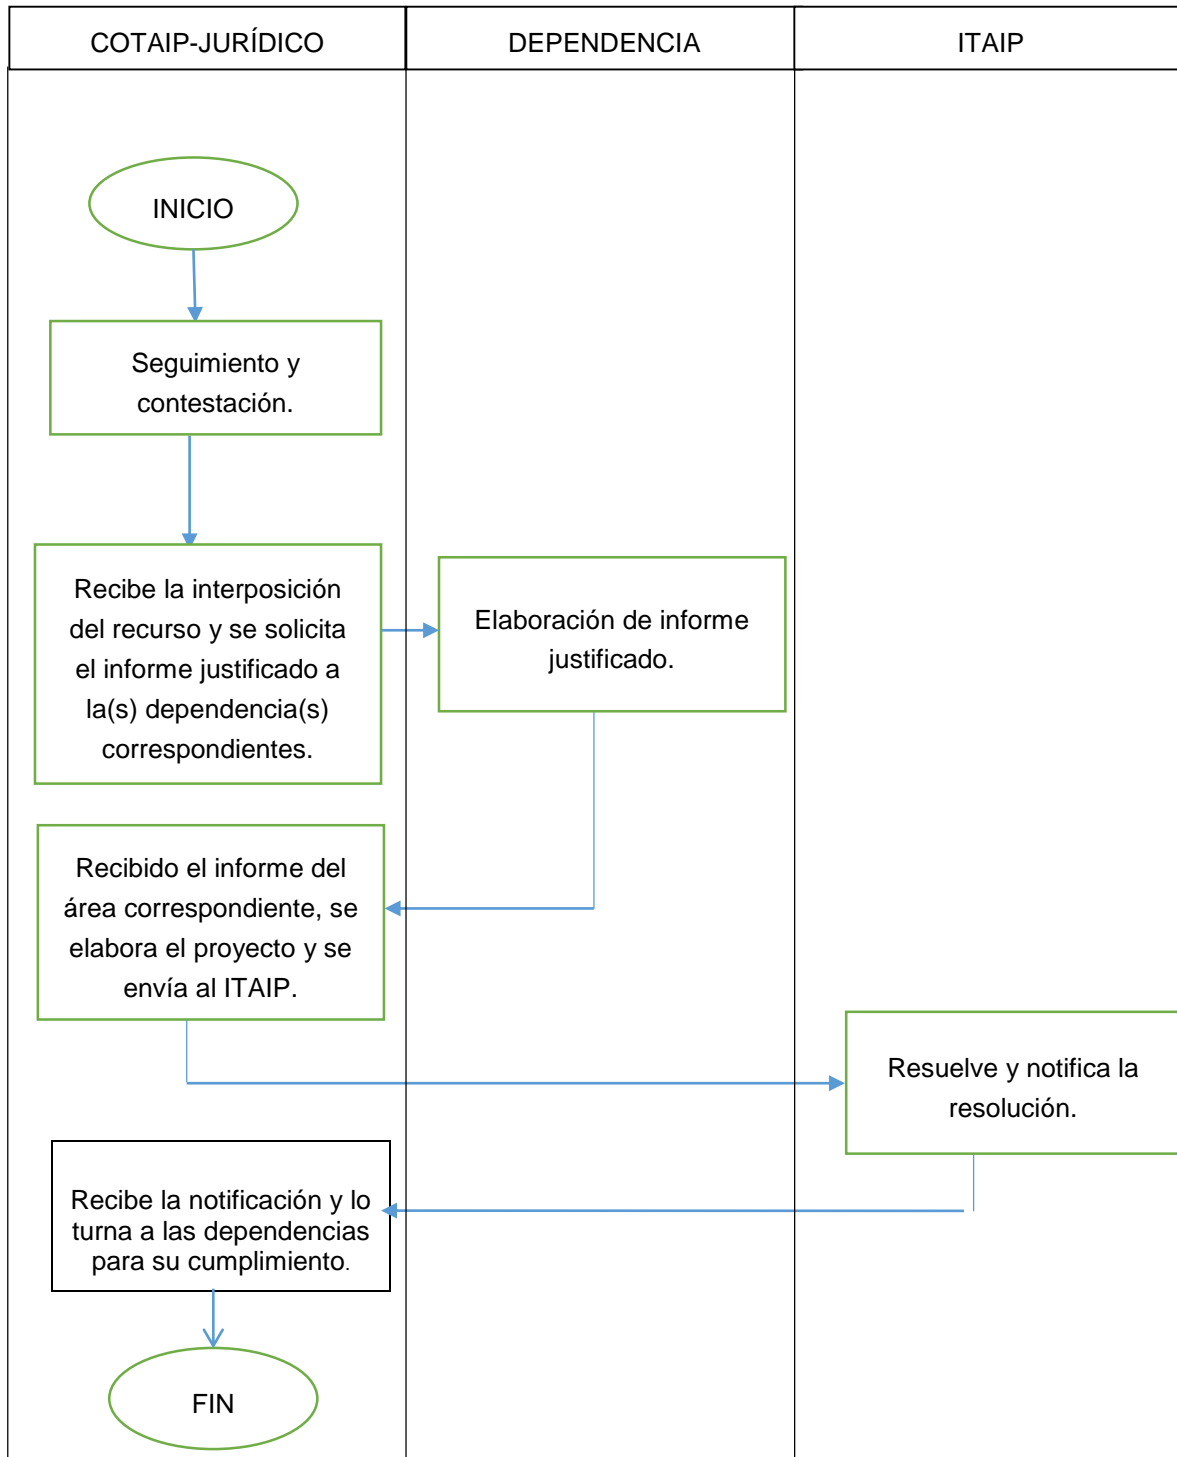 COTAIP-JURÍDICO
DEPENDENCIA
ITAIP
INICIO
Seguimiento y
contestación.
Recibe la interposición
del recurso y se solicita
el informe justificado a
la(s) dependencia(s)
correspondientes.
Elaboración de informe
justificado.
Recibido el informe del
área correspondiente, se
elabora el proyecto y se
envía al ITAIP.
Resuelve y notifica la
resolución.
Recibe la notificación y lo
turna a las dependencias
para su cumplimiento.
FIN